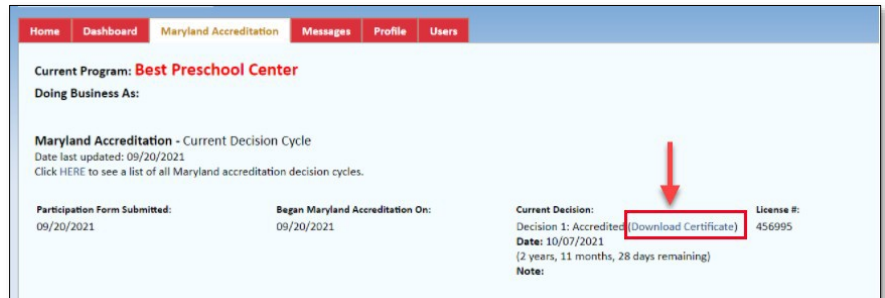 Home Dashboard Maryland Accreditation Messages Profile Users
Current Program: Best Preschool Center
Doing Business As:
Maryland Accreditation - Current Decision Cycle
Date last updated: 09/20/2021
Click HERE to see a list of all Maryland accreditation decision cycles.
Participation Form Submitted:
09/20/2021
Began Maryland Accreditation On:
09/20/2021
Current Decision:
Decision 1: Accredited (Download Certificate)
Date: 10/07/2021
(2 years, 11 months, 28 days remaining)
Note:
License #:
456995